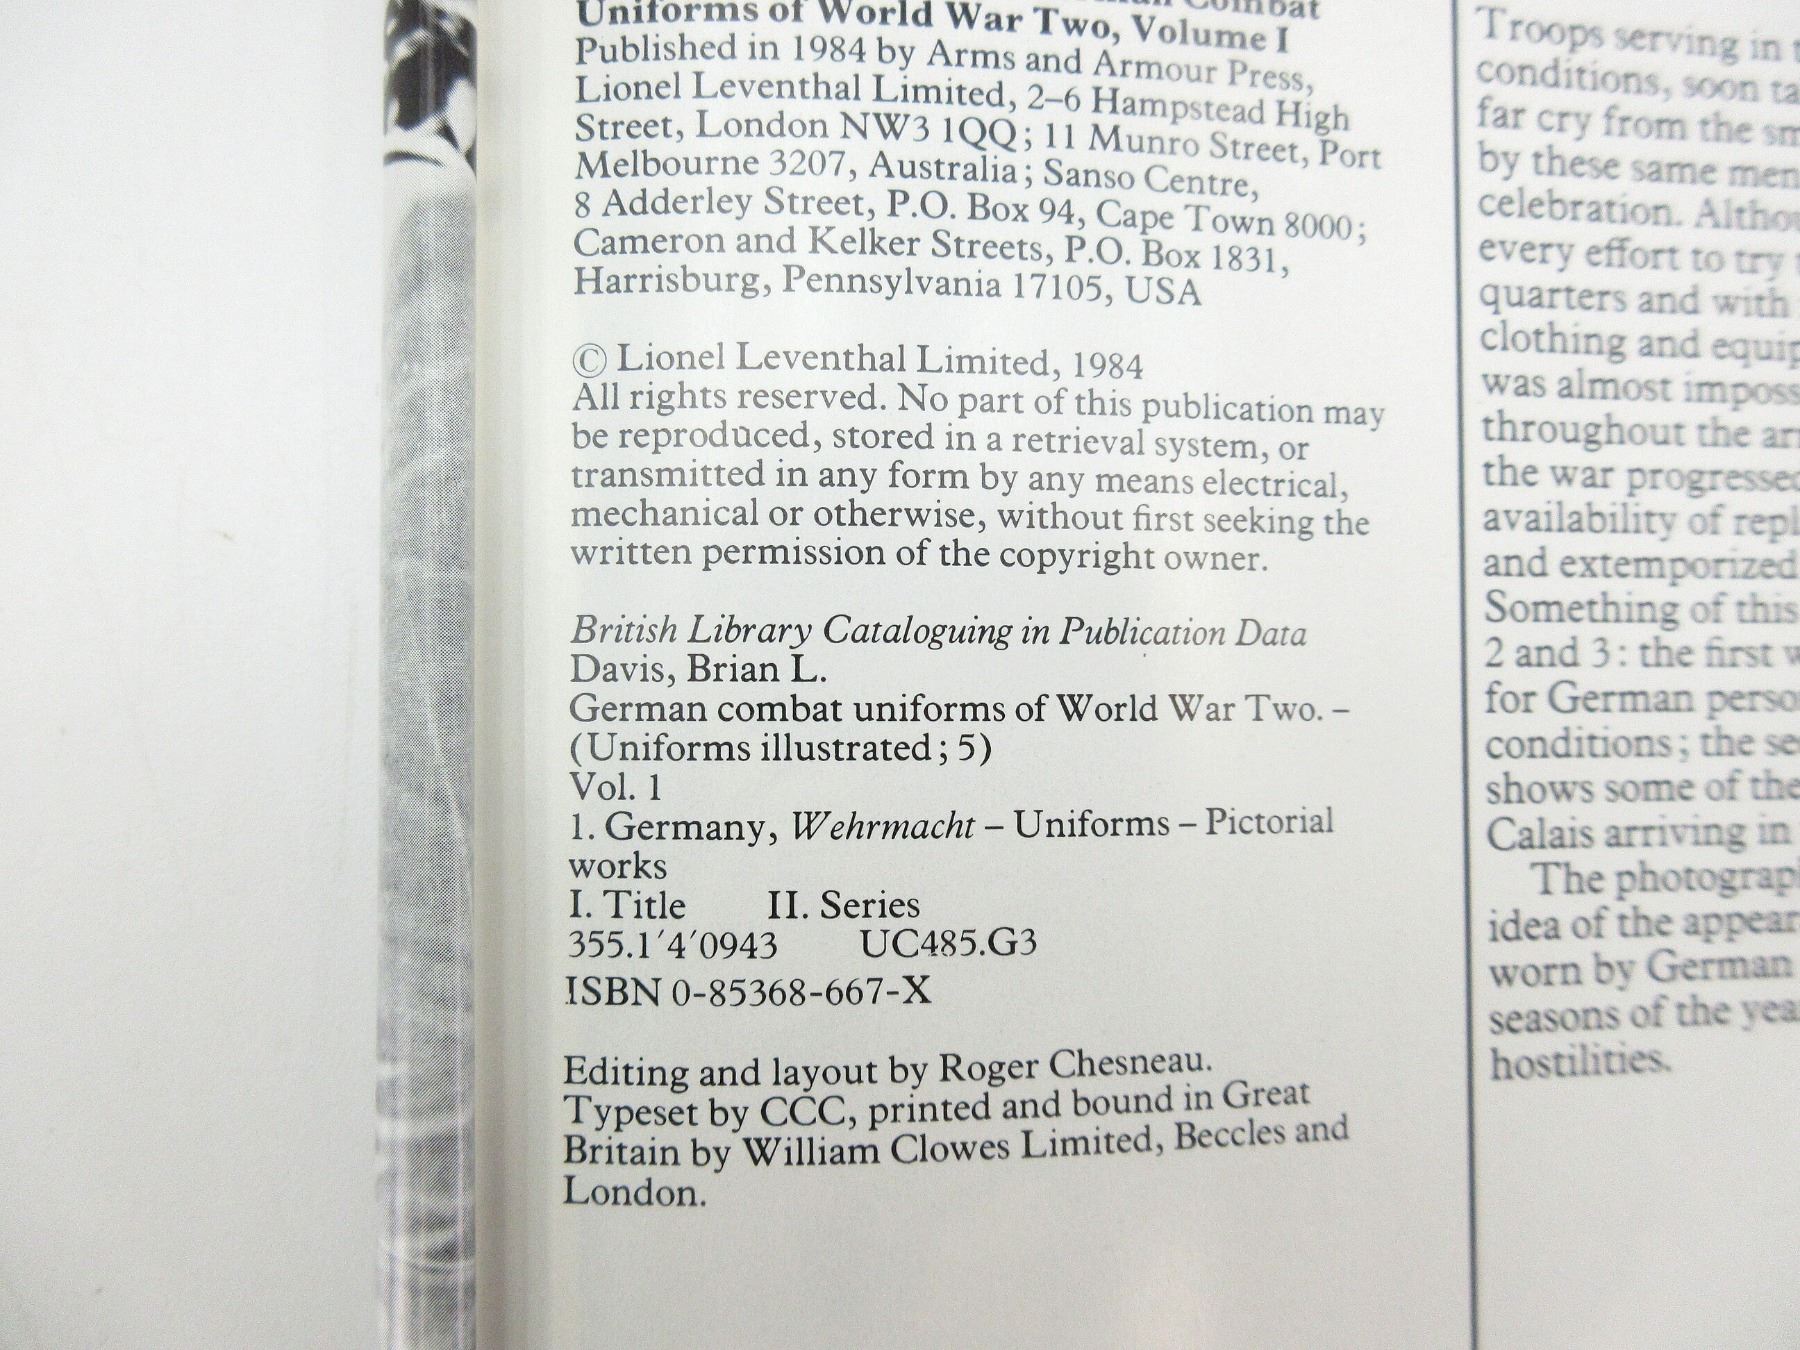 Combat
Uniforms of World War Two, Volume I
Published in 1984 by Arms and Armour Press,
Lionel Leventhal Limited, 2–6 Hampstead High
Street, London NW3 1QQ; 11 Munro Street, Port
Melbourne 3207, Australia; Sanso Centre,
8 Adderley Street, P.O. Box 94, Cape Town 8000;
Cameron and Kelker Streets, P.O. Box 1831,
Harrisburg, Pennsylvania 17105, USA
© Lionel Leventhal Limited, 1984
All rights reserved. No part of this publication may
be reproduced, stored in a retrieval system, or
transmitted in any form by any means electrical,
mechanical or otherwise, without first seeking the
written permission of the copyright owner.
British Library Cataloguing in Publication Data
Davis, Brian L.
German combat uniforms of World War Two. –
(Uniforms illustrated; 5)
Vol. 1
1. Germany, Wehrmacht – Uniforms – Pictorial
works
I. Title II. Series
355.1′4′0943 UC485.G3
ISBN 0-85368-667-X
Editing and layout by Roger Chesneau.
Typeset by CCC, printed and bound in Great
Britain by William Clowes Limited, Beccles and
London.
Troops serving in
conditions, soon
far cry from the
by these same men
celebration.
every effort to try
quarters and with
clothing and
was almost
throughout the
the war progressed
availability of
and extemporized
Something of this
2 and 3: the first
for German
conditions; the
shows some of the
Calais arriving in
The
idea of the
worn by German
seasons of the
hostilities.